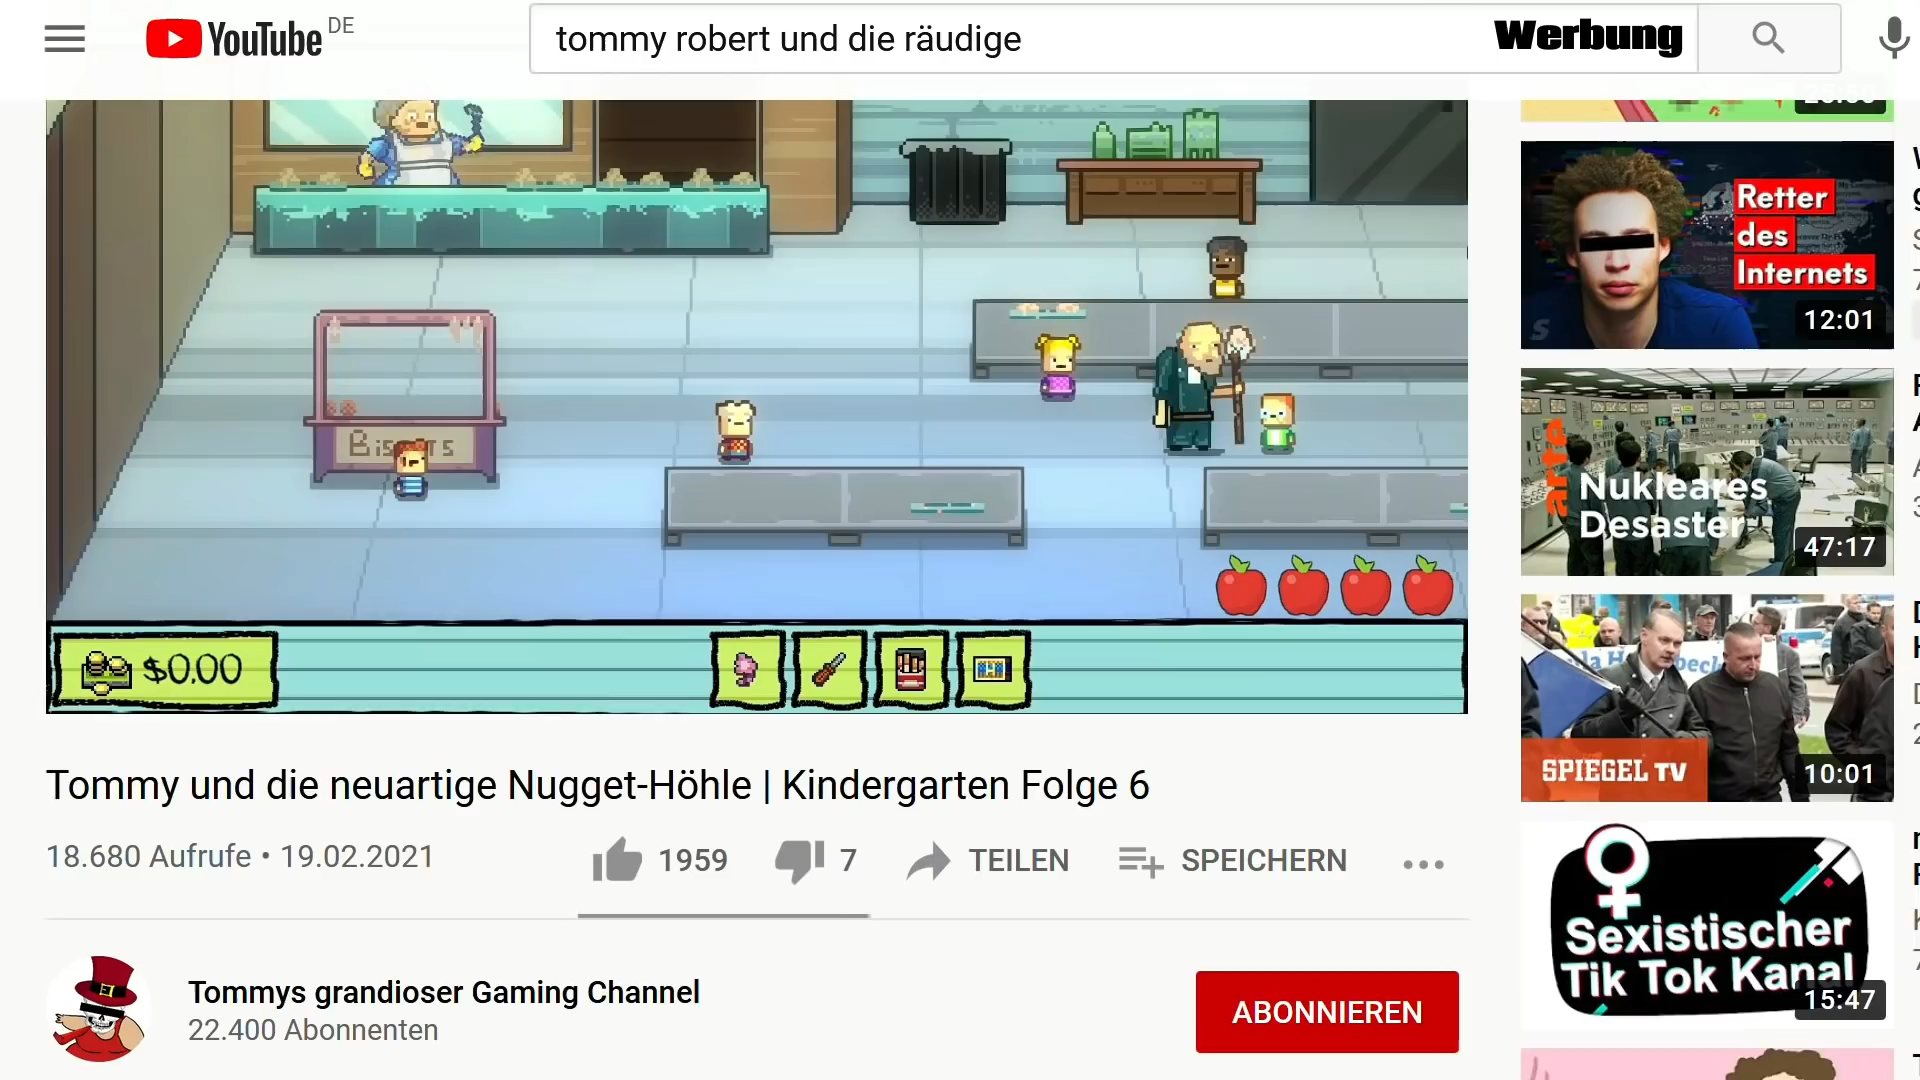 YouTube DE
tommy robert und die räudige
Werbung
Retter
des
Internets
12:01
arte
Nukleares
Desaster
47:17
SPIEGEL TV
10:01
Sexistischer
Tik Tok Kanal
15:47
$0.00
Tommy und die neuartige Nugget-Höhle | Kindergarten Folge 6
18.680 Aufrufe • 19.02.2021
1959
7
TEILEN
SPEICHERN
Tommys grandioser Gaming Channel
22.400 Abonnenten
ABONNIEREN